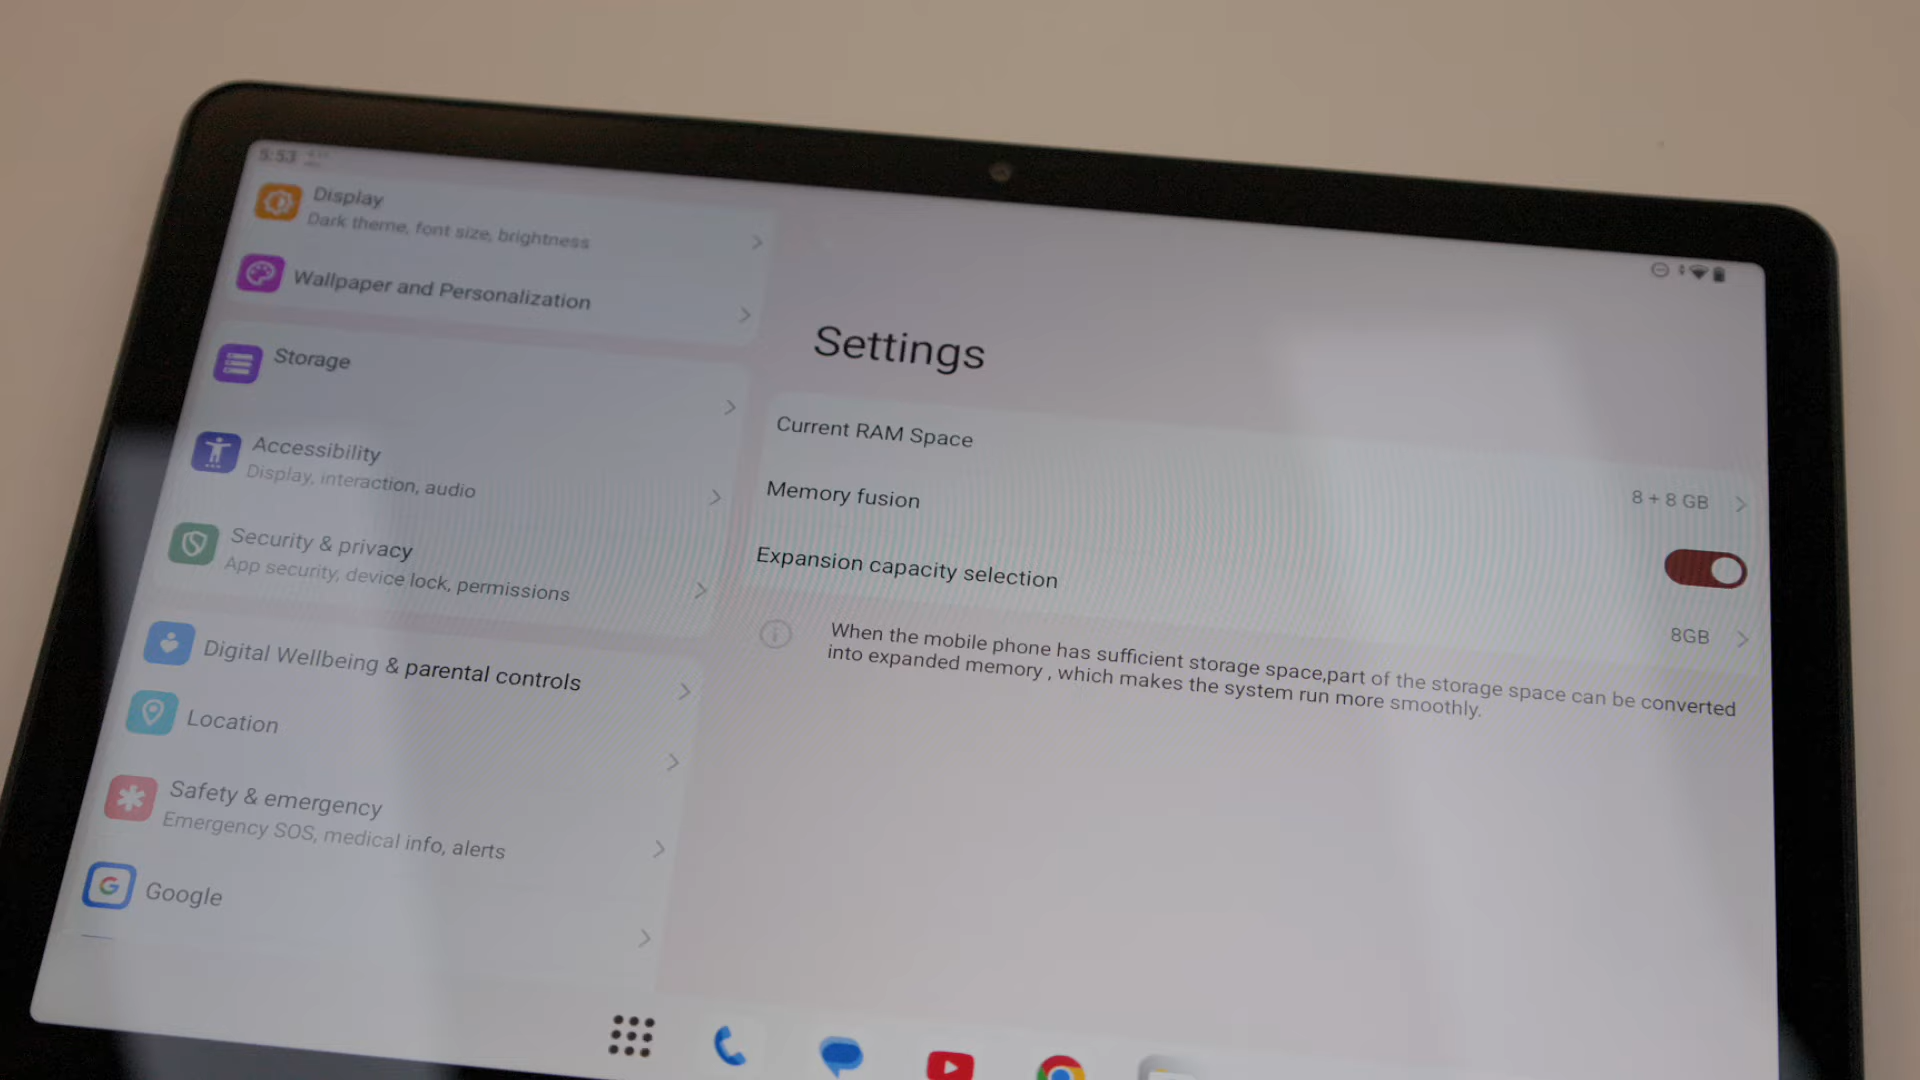 5:53
Display
Dark theme, font size, brightness
Wallpaper and Personalization
Storage
Accessibility
Display, interaction, audio
Security & privacy
App security, device lock, permissions
Digital Wellbeing & parental controls
Location
Safety & emergency
Emergency SOS, medical info, alerts
Google
Settings
Current RAM Space
8 + 8 GB
Memory fusion
Expansion capacity selection
8GB
When the mobile phone has sufficient storage space,part of the storage space can be converted
into expanded memory , which makes the system run more smoothly.